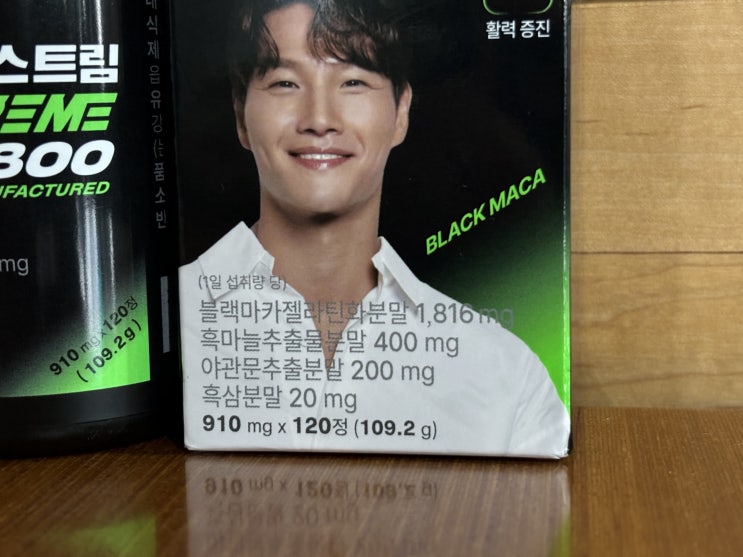 스트림
REME
800
UFACTURED
mg
910 mg x 120정
(109.2g)
활력 증진
BLACK MACA
(1일 섭취량 당)
블랙마카젤라틴화분말 1,816 mg
흑마늘추출물분말 400 mg
야관문추출분말 200 mg
흑삼분말 20 mg
910 mg x 120정 (109.2 g)